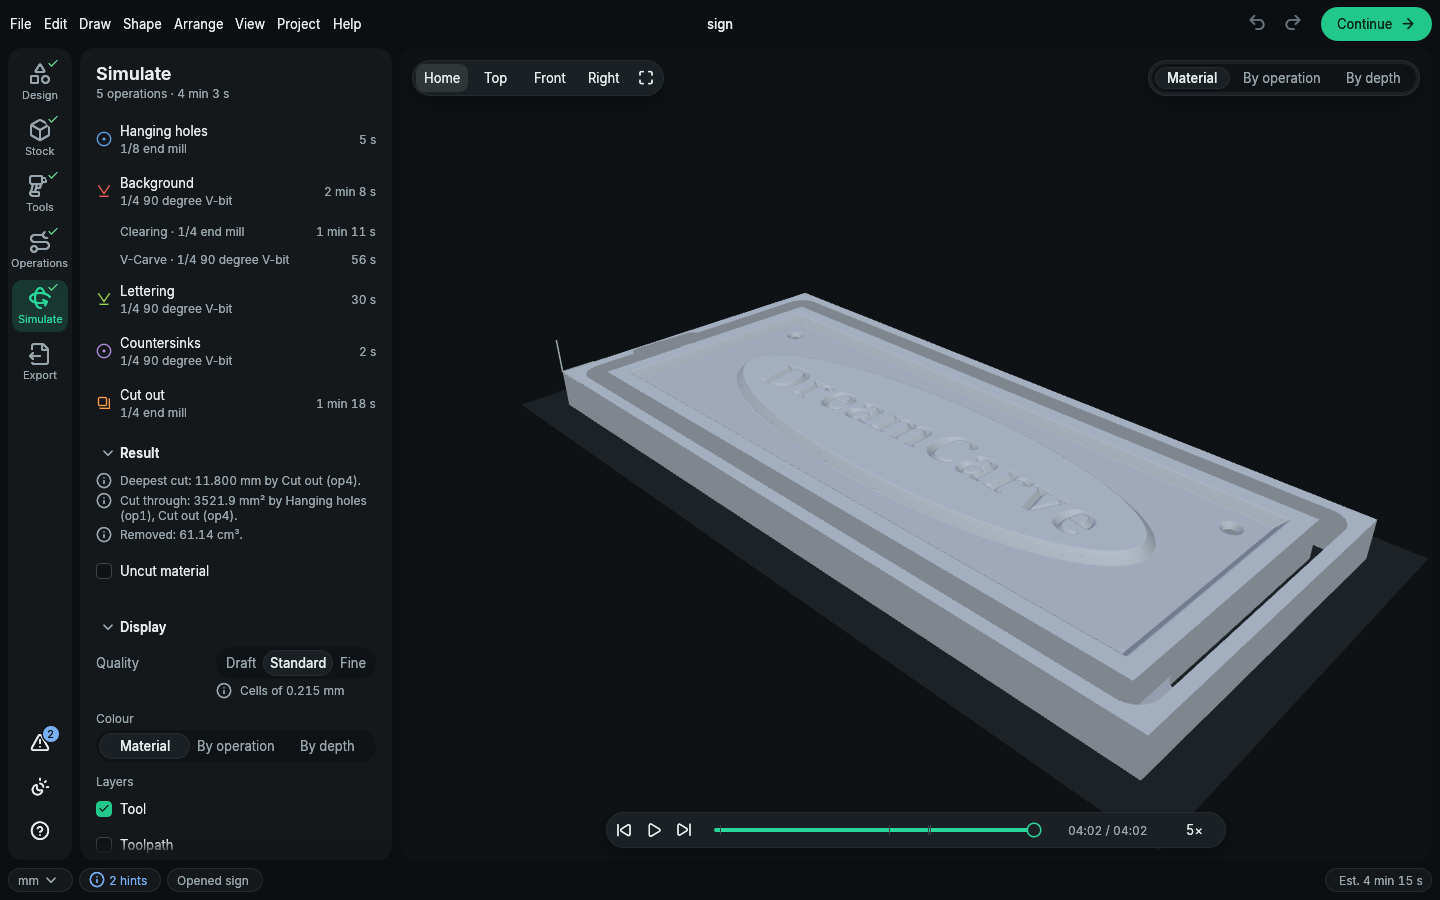 File Edit Draw Shape Arrange View Project Help
sign
Continue
Design
Stock
Tools
Operations
Simulate
Export
2
Simulate
5 operations · 4 min 3 s
Hanging holes
1/8 end mill
5 s
Background
1/4 90 degree V-bit
2 min 8 s
Clearing · 1/4 end mill 1 min 11 s
V-Carve · 1/4 90 degree V-bit 56 s
Lettering
1/4 90 degree V-bit
30 s
Countersinks
1/4 90 degree V-bit
2 s
Cut out
1/4 end mill
1 min 18 s
Result
Deepest cut: 11.800 mm by Cut out (op4).
Cut through: 3521.9 mm² by Hanging holes
(op1), Cut out (op4).
Removed: 61.14 cm³.
Uncut material
Display
Quality Draft Standard Fine
Cells of 0.215 mm
Colour
Material By operation By depth
Layers
Tool
Toolpath
Home Top Front Right
Material By operation By depth
DreamCarve
04:02 / 04:02 5×
mm 2 hints Opened sign
Est. 4 min 15 s